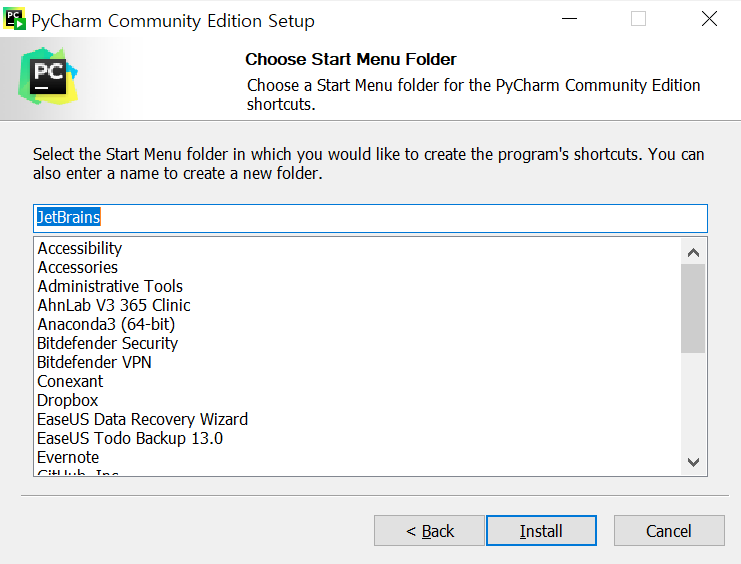 PyCharm Community Edition Setup
PC
Choose Start Menu Folder
Choose a Start Menu folder for the PyCharm Community Edition
shortcuts.
Select the Start Menu folder in which you would like to create the program's shortcuts. You can
also enter a name to create a new folder.
JetBrains
Accessibility
Accessories
Administrative Tools
AhnLab V3 365 Clinic
Anaconda3 (64-bit)
Bitdefender Security
Bitdefender VPN
Conexant
Dropbox
EaseUS Data Recovery Wizard
EaseUS Todo Backup 13.0
Evernote
GitHub, Inc
< Back
Install
Cancel